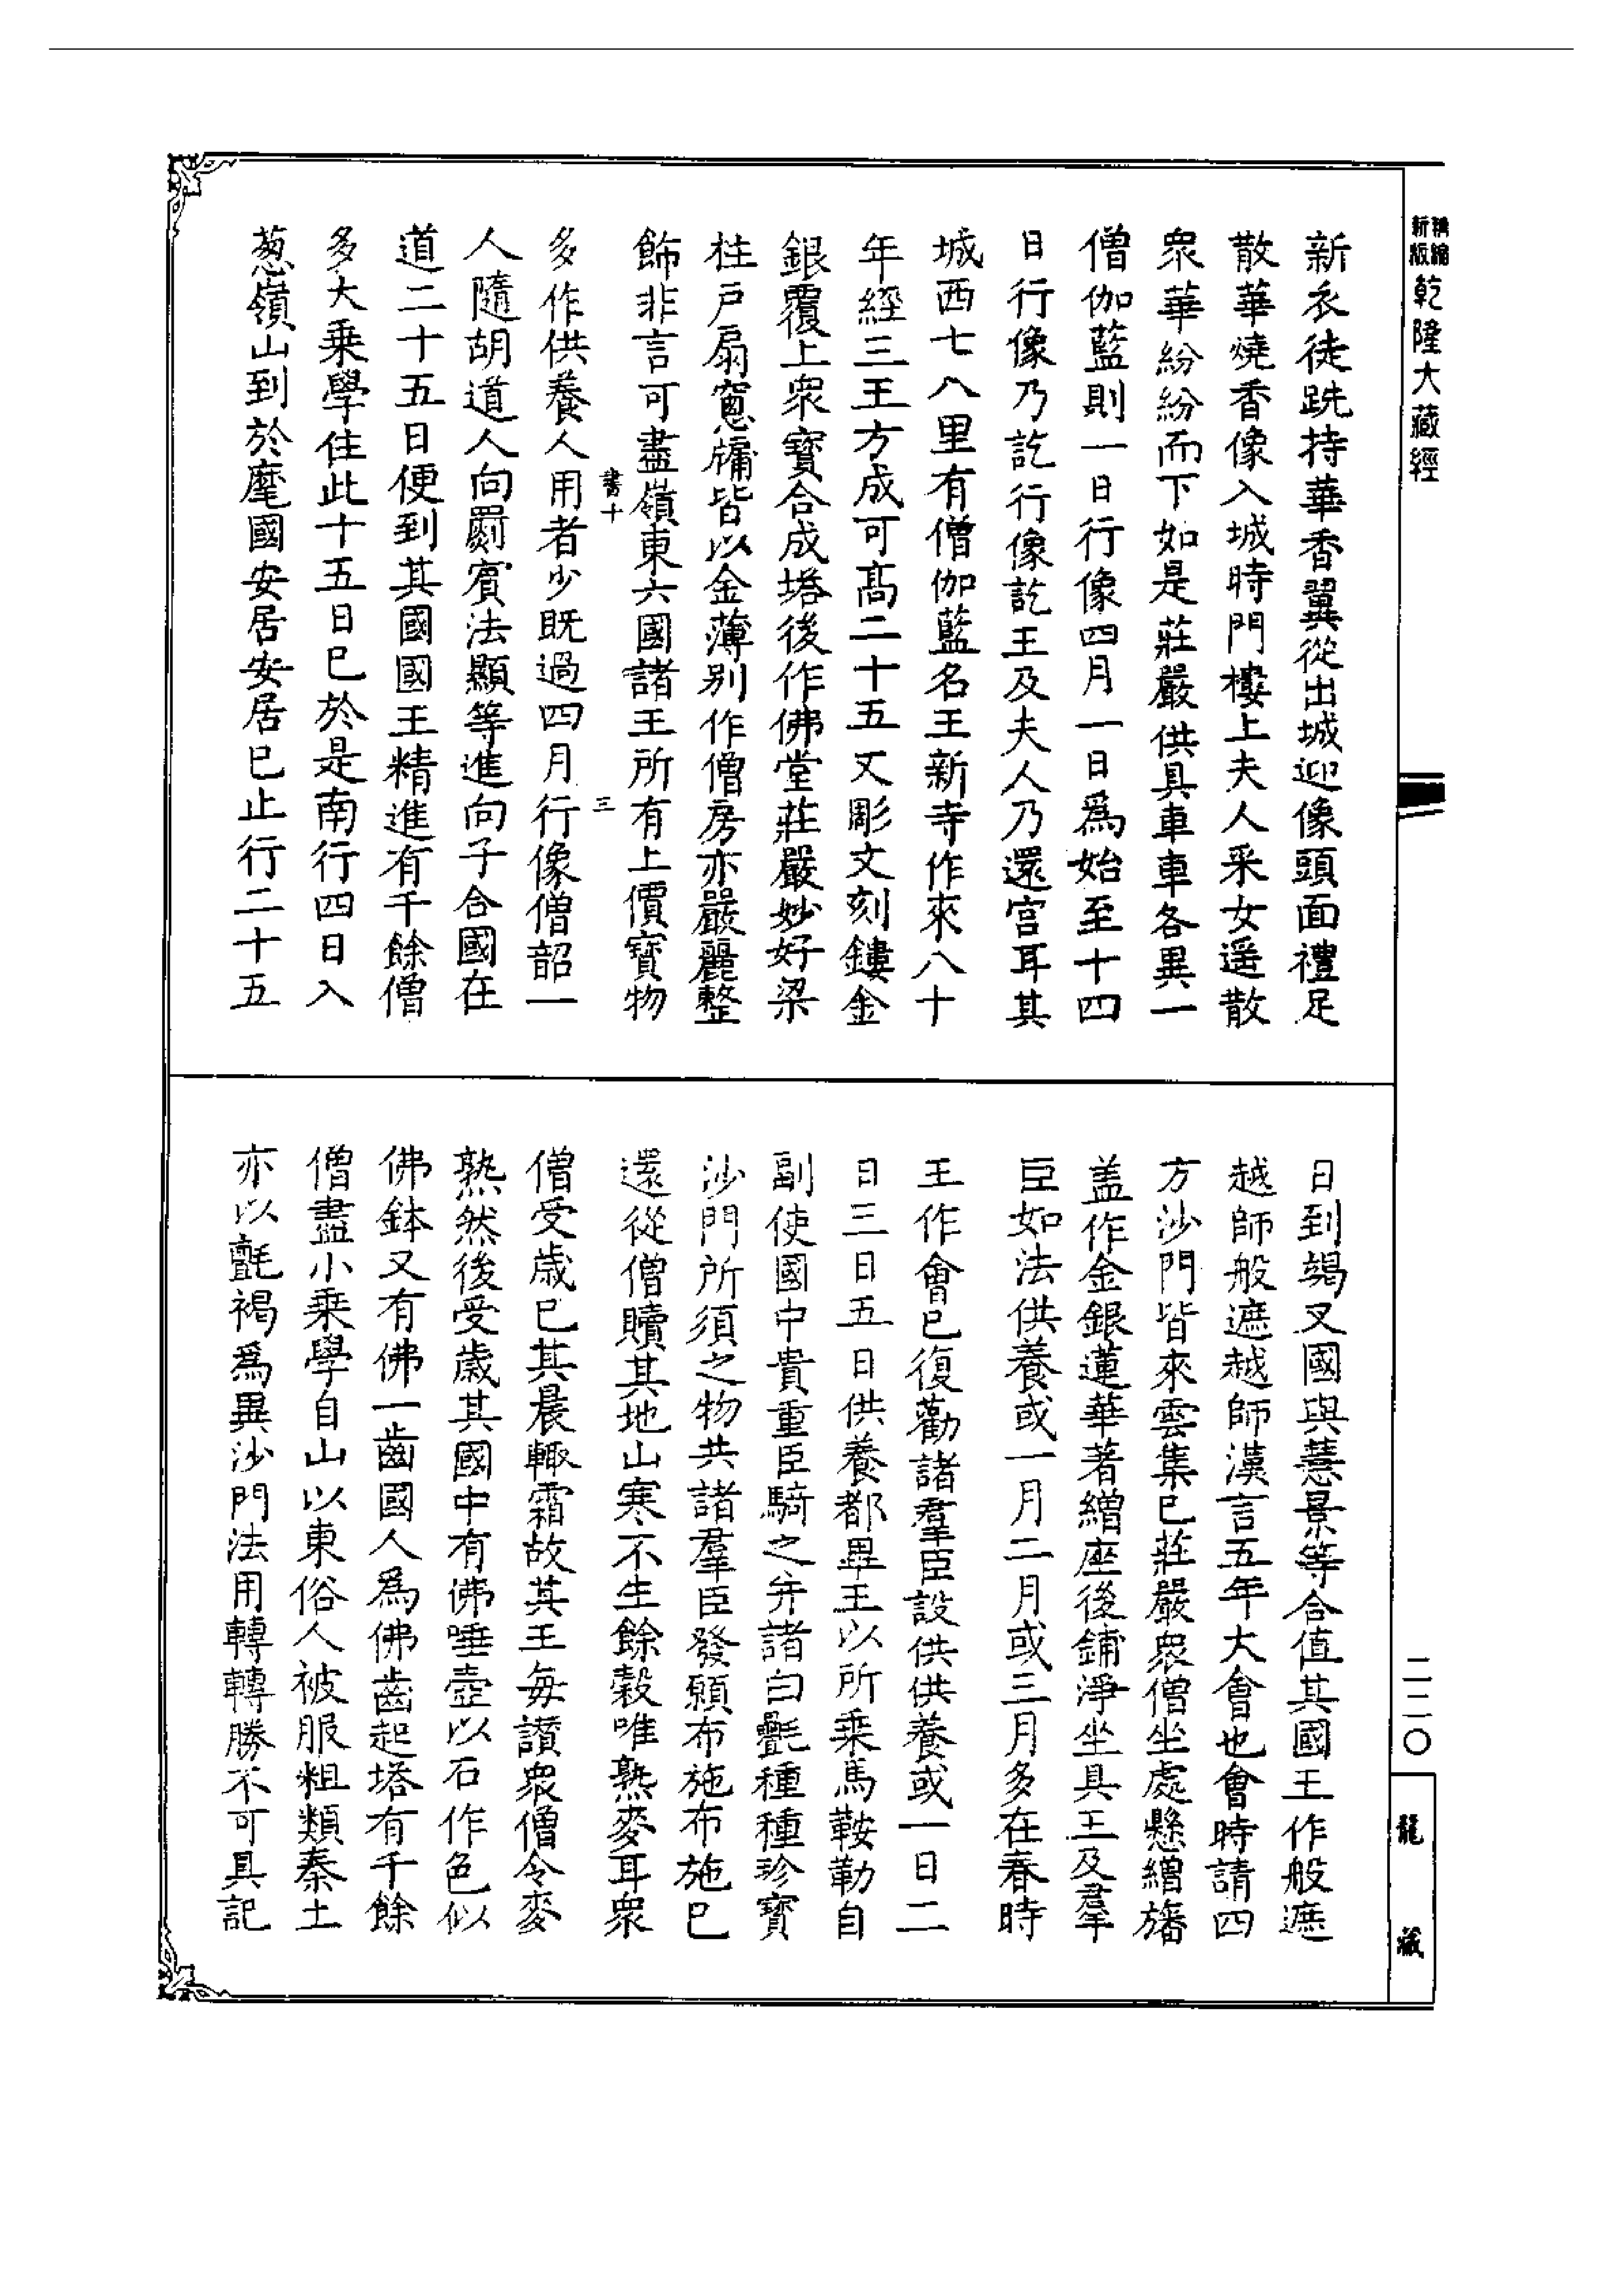 精縮新版 乾隆大藏經
新衣徒跣持華香翼從出城迎像頭面禮足
散華燒香像入城時門樓上夫人采女遥散
衆華紛紛而下如是莊嚴供具車車各異一
僧伽藍則一日行像四月一日爲始至十四
日行像乃訖行像訖王及夫人乃還宫耳其
城西七八里有僧伽藍名王新寺作來八十
年經三王方成可髙二十五丈彫文刻鏤金
銀覆上衆寳合成塔後作佛堂莊嚴妙好梁
柱戸扇窻牖皆以金薄别作僧房亦嚴麗整
飾非言可盡嶺東六國諸王所有上價寳物
書十 三
多作供養人用者少既過四月行像僧韶一
人隨胡道人向罽賓法顯等進向子合國在
道二十五日便到其國國王精進有千餘僧
多大乗學住此十五日已於是南行四日入
葱嶺山到於麾國安居安居已止行二十五
日到竭叉國與慧景等合值其國王作般遮
越師般遮越師漢言五年大會也會時請四
方沙門皆來雲集已莊嚴衆僧坐處懸繒旛
盖作金銀蓮華著繒座後鋪淨坐具王及羣
臣如法供養或一月二月或三月多在春時
王作會已復勸諸羣臣設供供養或一日二
日三日五日供養都畢王以所乗馬鞍勒自
副使國中貴重臣騎之并諸白㲲種種珍寳
沙門所須之物共諸羣臣發願布施布施已
還從僧贖其地山寒不生餘穀唯熟麥耳衆
僧受歳已其晨輙霜故其王每讃衆僧令麥
熟然後受歳其國中有佛唾壺以石作色似
佛鉢又有佛一齒國人爲佛齒起塔有千餘
僧盡小乗學自山以東俗人被服粗類秦土
亦以氎褐爲異沙門法用轉轉勝不可具記
二二〇
龍藏